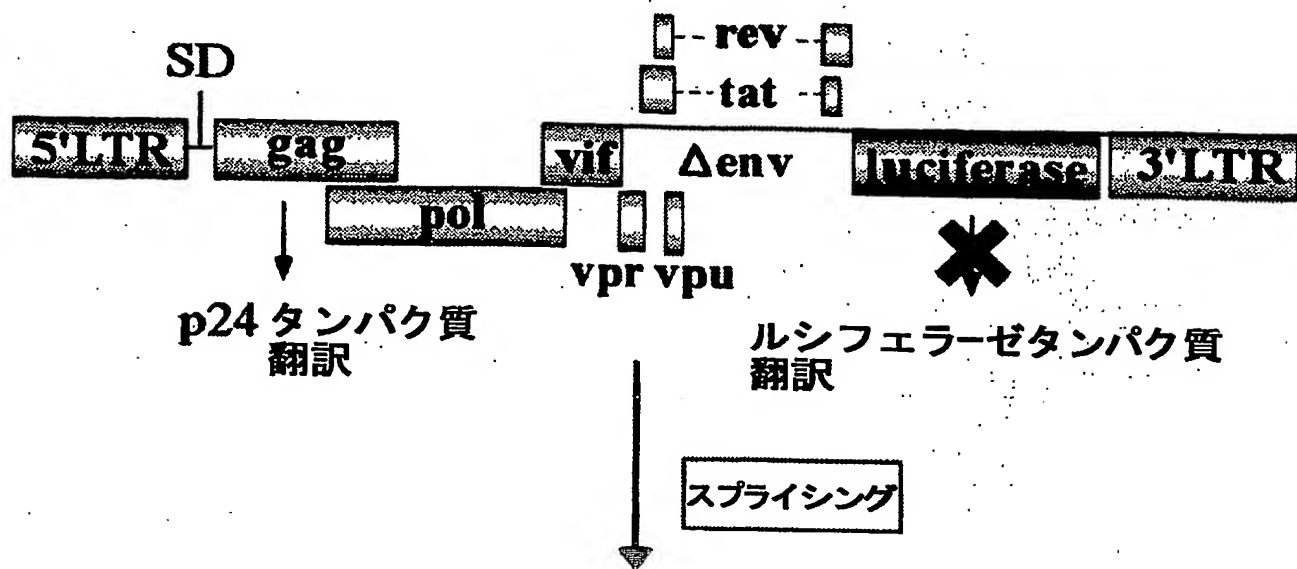 rev
SD
tat
5'LTR gag vif Δenv luciferase 3'LTR
pol
vpr vpu
p24 タンパク質
翻訳
ルシフェラーゼタンパク質
翻訳
スプライシング